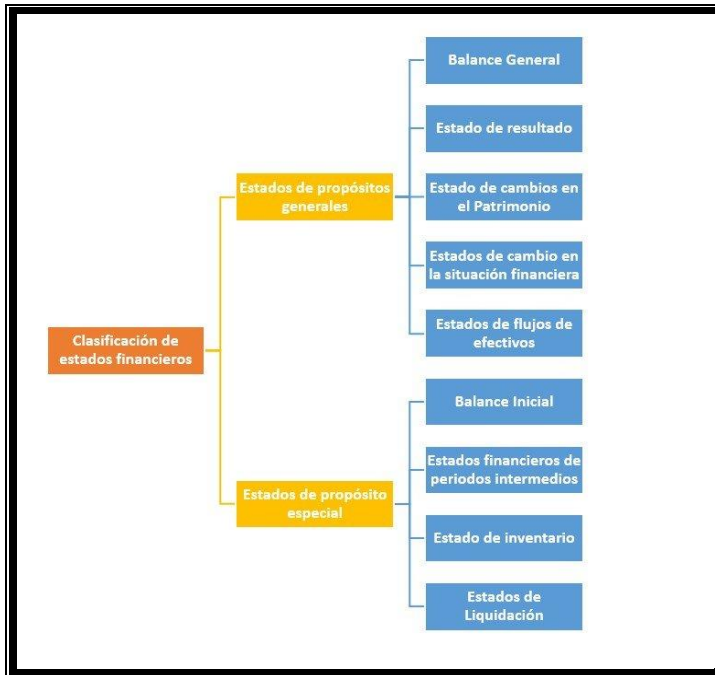 Balance General
Estado de resultado
Estados de propósitos
generales
Estado de cambios en
el Patrimonio
Estados de cambio en
la situación financiera
Estados de flujos de
efectivos
Clasificación de
estados financieros
Balance Inicial
Estados financieros de
periodos intermedios
Estados de propósito
especial
Estado de inventario
Estados de
Liquidación